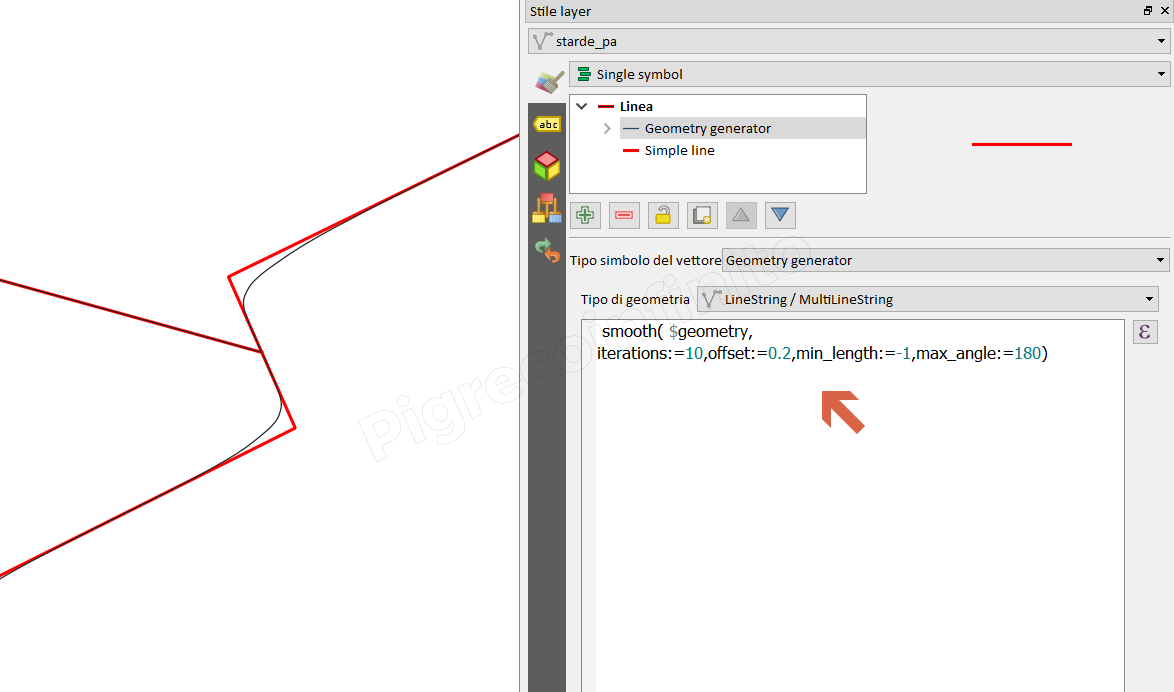 Stile layer
starde_pa
Single symbol
Linea
abc
Geometry generator
Simple line
Tipo simbolo del vettore Geometry generator
Tipo di geometria LineString / MultiLineString
smooth( $geometry,
iterations:=10,offset:=0.2,min_length:=-1,max_angle:=180)
ε
Pigrecoinfinito